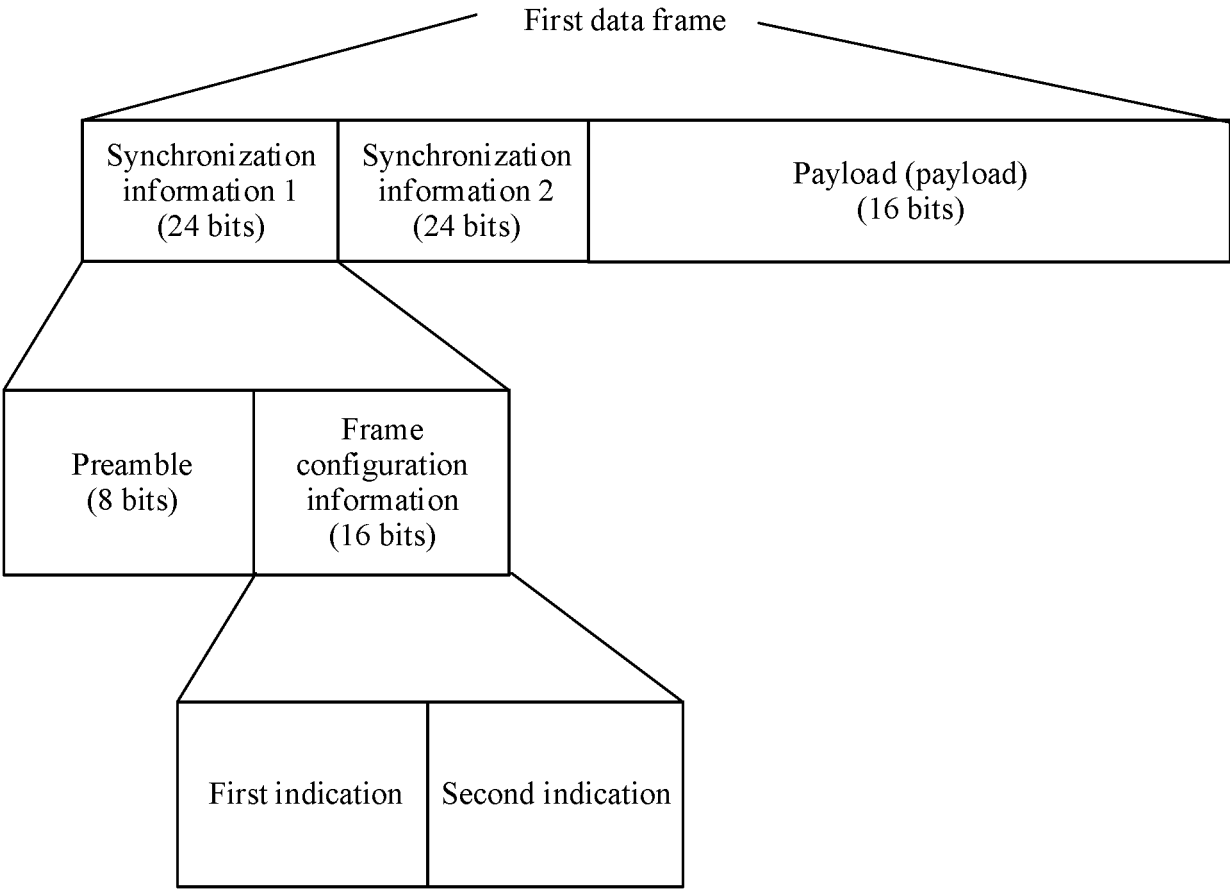 First data frame
Synchronization
information 1
(24 bits)
Synchronization
information 2
(24 bits)
Payload (payload)
(16 bits)
Preamble
(8 bits)
Frame
configuration
information
(16 bits)
First indication
Second indication